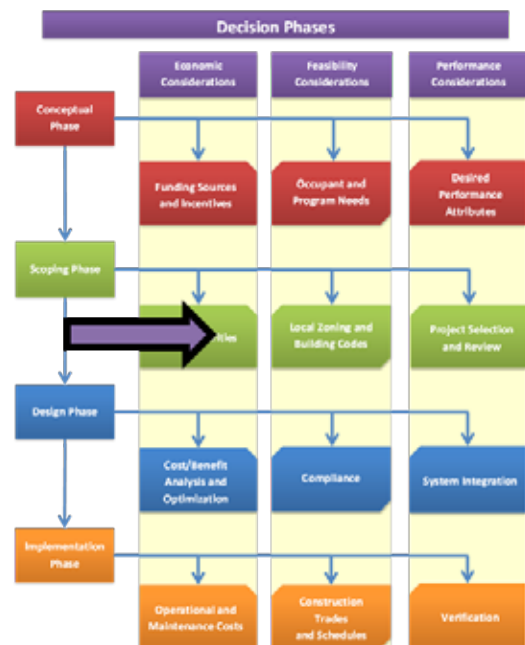 Decision Phases
Economic
Considerations
Feasibility
Considerations
Performance
Considerations
Conceptual
Phase
Funding Sources
and Incentives
Occupant and
Program Needs
Desired
Performance
Attributes
Scoping Phase
Local Zoning and
Building Codes
Project Selection
and Review
Design Phase
Cost/Benefit
Analysis and
Optimization
Compliance
System Integration
Implementation
Phase
Operational and
Maintenance Costs
Construction
Trades
and Schedules
Verification